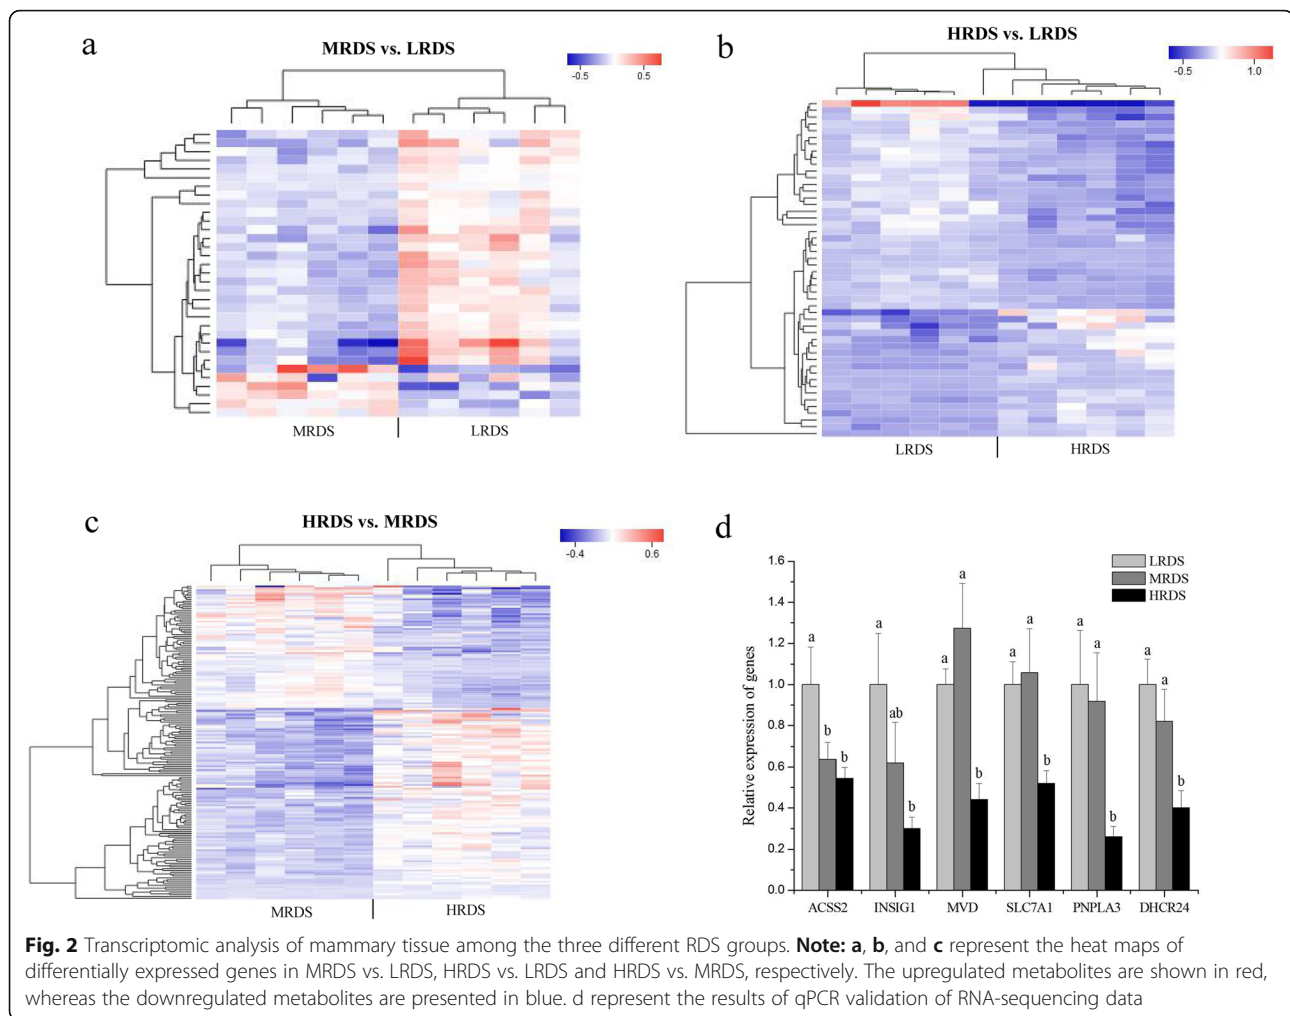 a
MRDS vs. LRDS
-0.5 0.5
MRDS LRDS
b
HRDS vs. LRDS
-0.5 1.0
LRDS HRDS
c
HRDS vs. MRDS
-0.4 0.6
MRDS HRDS
d
LRDS
MRDS
HRDS
Relative expression of genes
1.6
1.4
1.2
1.0
0.8
0.6
0.4
0.2
0.0
a b b
a ab b
a a b
a a b
a a b
a a b
ACSS2 INSIG1 MVD SLC7A1 PNPLA3 DHCR24
Fig. 2 Transcriptomic analysis of mammary tissue among the three different RDS groups. Note: a, b, and c represent the heat maps of
differentially expressed genes in MRDS vs. LRDS, HRDS vs. LRDS and HRDS vs. MRDS, respectively. The upregulated metabolites are shown in red,
whereas the downregulated metabolites are presented in blue. d represent the results of qPCR validation of RNA-sequencing data